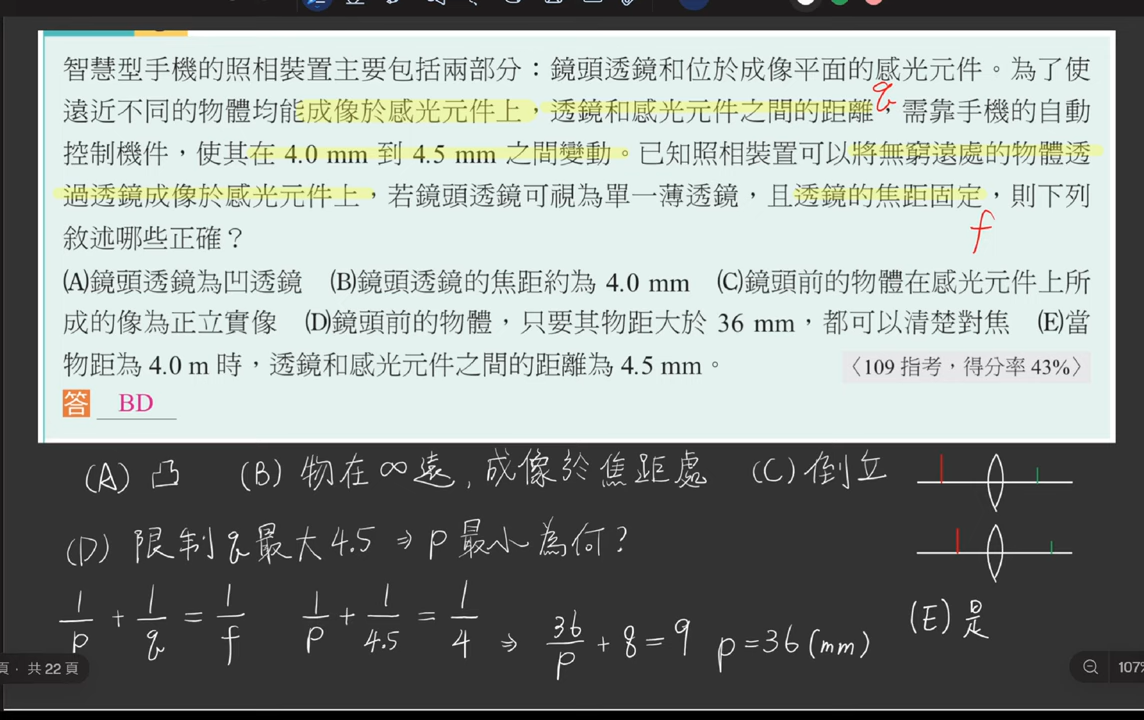 智慧型手機的照相裝置主要包括兩部分：鏡頭透鏡和位於成像平面的感光元件。為了使
遠近不同的物體均能成像於感光元件上，透鏡和感光元件之間的距離，需靠手機的自動
q
控制機件，使其在 4.0 mm 到 4.5 mm 之間變動。已知照相裝置可以將無窮遠處的物體透
過透鏡成像於感光元件上，若鏡頭透鏡可視為單一薄透鏡，且透鏡的焦距固定，則下列
f
敘述哪些正確？
(A)鏡頭透鏡為凹透鏡 (B)鏡頭透鏡的焦距約為 4.0 mm (C)鏡頭前的物體在感光元件上所
成的像為正立實像 (D)鏡頭前的物體，只要其物距大於 36 mm，都可以清楚對焦 (E)當
物距為 4.0 m 時，透鏡和感光元件之間的距離為 4.5 mm。 〈109 指考，得分率 43%〉
答 BD
(A) 凸 (B) 物在∞遠, 成像於焦距處 (C) 倒立
(D) 限制 q 最大 4.5 ⇒ p 最小為何?
1/p + 1/q = 1/f 1/p + 1/4.5 = 1/4 ⇒ 36/p + 8 = 9 p = 36 (mm) (E) 是
頁 · 共 22 頁
107%